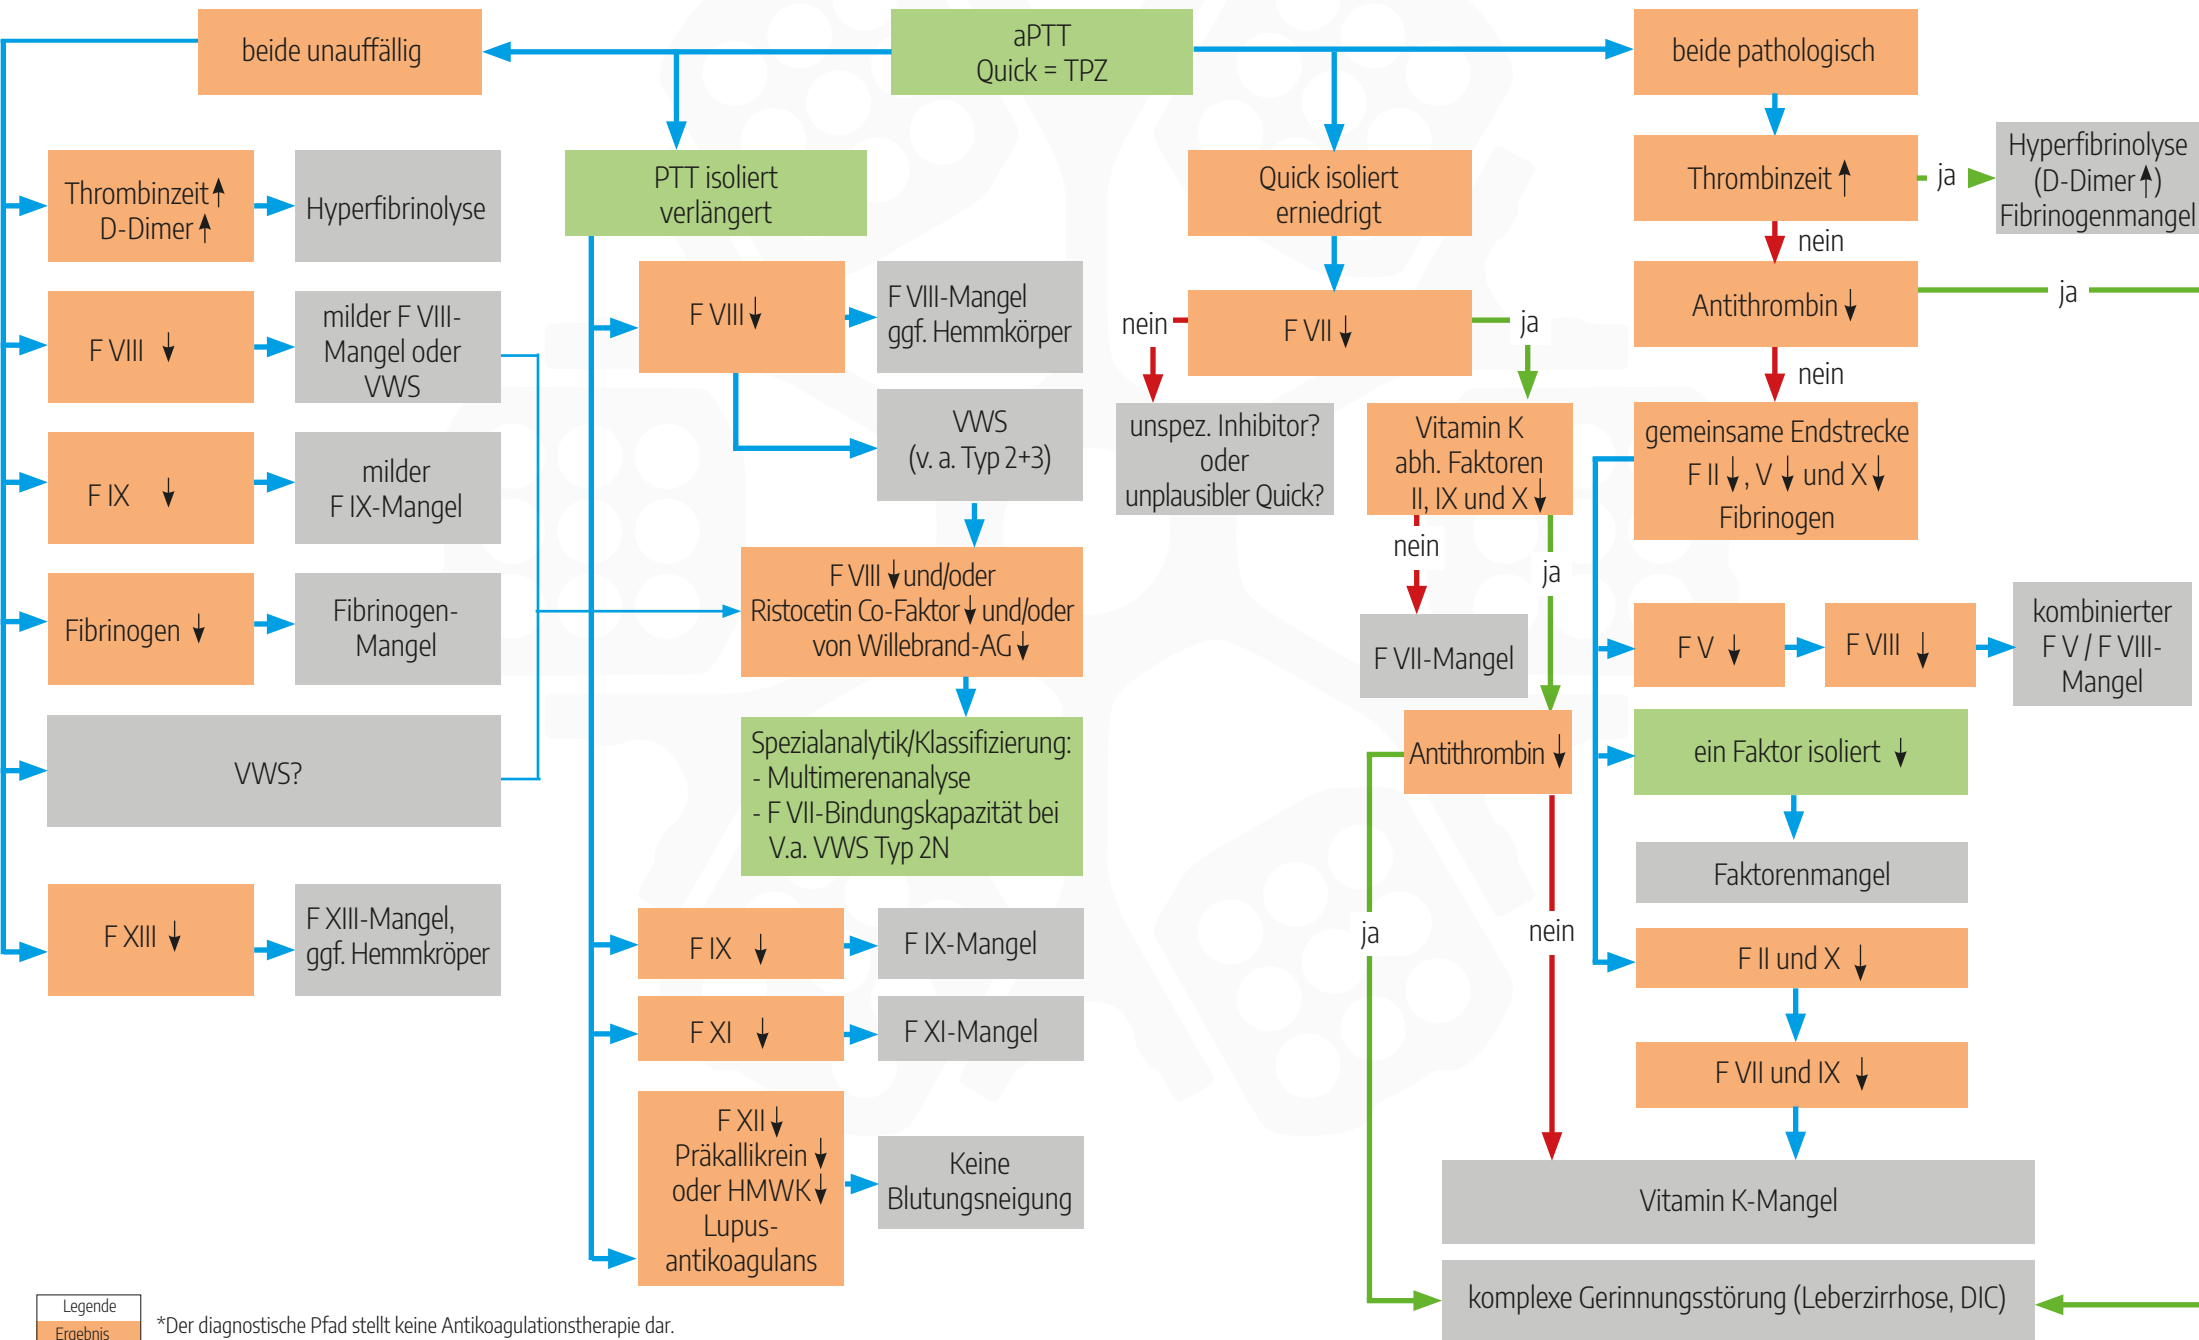 aPTT
Quick = TPZ
beide unauffällig
beide pathologisch
Thrombinzeit ↑
D-Dimer ↑
Hyperfibrinolyse
F VIII ↓
milder F VIII-
Mangel oder
VWS
F IX ↓
milder
F IX-Mangel
Fibrinogen ↓
Fibrinogen-
Mangel
VWS?
F XIII ↓
F XIII-Mangel,
ggf. Hemmkröper
PTT isoliert
verlängert
F VIII ↓
F VIII-Mangel
ggf. Hemmkörper
VWS
(v. a. Typ 2+3)
F VIII ↓ und/oder
Ristocetin Co-Faktor ↓ und/oder
von Willebrand-AG ↓
Spezialanalytik/Klassifizierung:
- Multimerenanalyse
- F VII-Bindungskapazität bei
V.a. VWS Typ 2N
F IX ↓
F IX-Mangel
F XI ↓
F XI-Mangel
F XII ↓
Präkallikrein ↓
oder HMWK ↓
Lupus-
antikoagulans
Keine
Blutungsneigung
Quick isoliert
erniedrigt
F VII ↓
nein
ja
unspez. Inhibitor?
oder
unplausibler Quick?
Vitamin K
abh. Faktoren
II, IX und X ↓
nein
ja
F VII-Mangel
Antithrombin ↓
ja
nein
Thrombinzeit ↑
ja
Hyperfibrinolyse
(D-Dimer ↑)
Fibrinogenmangel
nein
Antithrombin ↓
ja
nein
gemeinsame Endstrecke
F II ↓, V ↓ und X ↓
Fibrinogen
F V ↓
F VIII ↓
kombinierter
F V / F VIII-
Mangel
ein Faktor isoliert ↓
Faktorenmangel
F II und X ↓
F VII und IX ↓
Vitamin K-Mangel
komplexe Gerinnungsstörung (Leberzirrhose, DIC)
Legende
Ergebnis
*Der diagnostische Pfad stellt keine Antikoagulationstherapie dar.